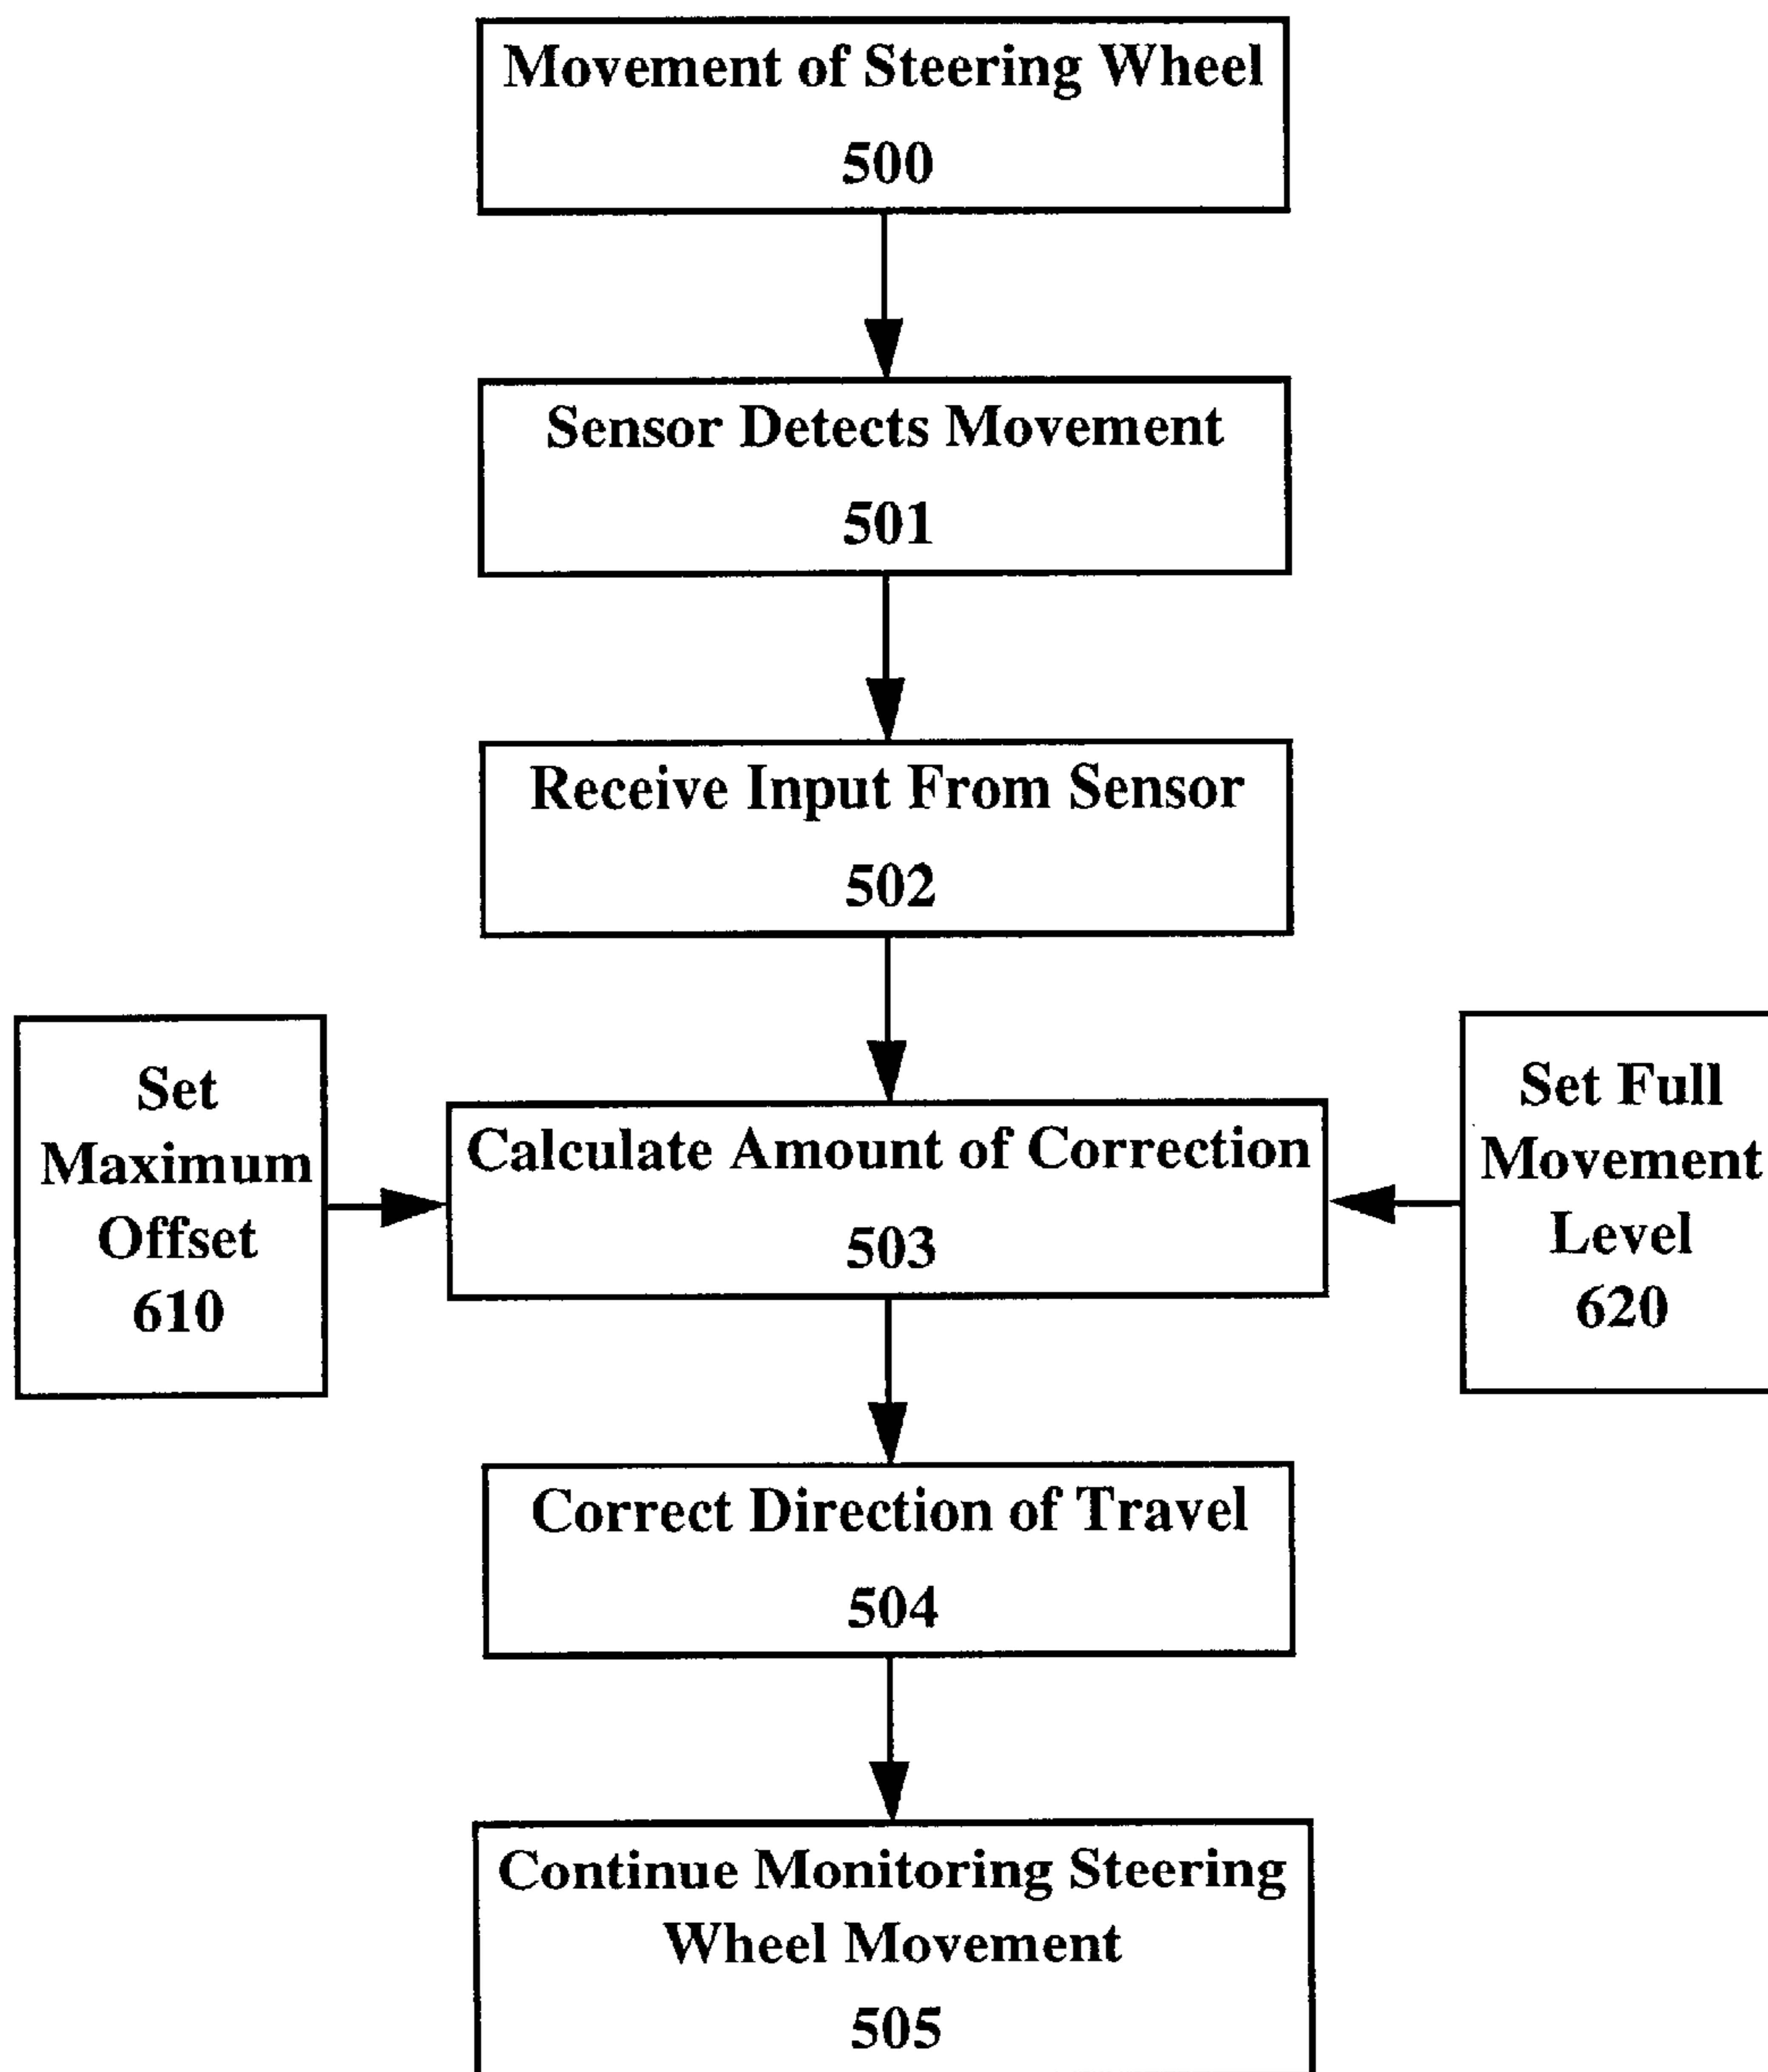 Movement of Steering Wheel
500
Sensor Detects Movement
501
Receive Input From Sensor
502
Set
Maximum
Offset
610
Calculate Amount of Correction
503
Set Full
Movement
Level
620
Correct Direction of Travel
504
Continue Monitoring Steering
Wheel Movement
505